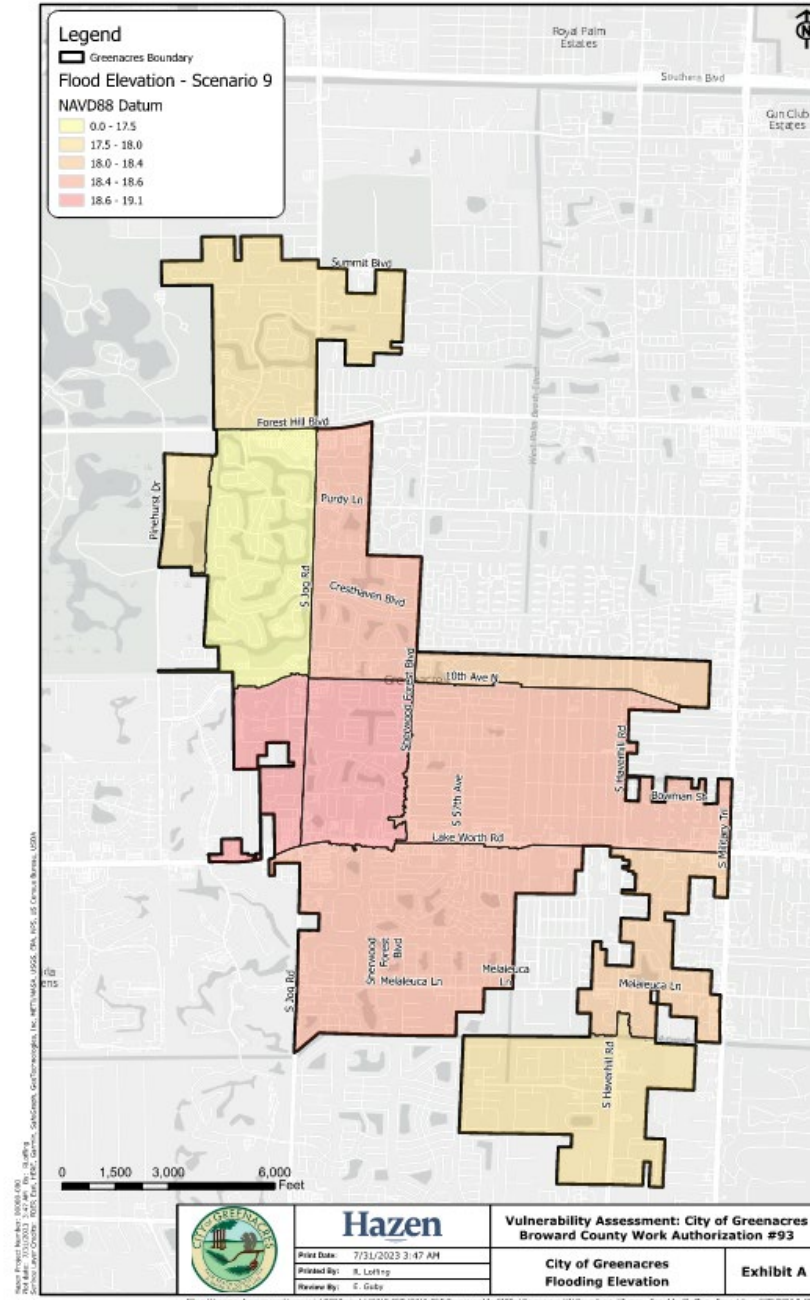 Legend
Greenacres Boundary
Flood Elevation - Scenario 9
NAVD88 Datum
0.0 - 17.5
17.5 - 18.0
18.0 - 18.4
18.4 - 18.6
18.6 - 19.1
Royal Palm
Estates
N
Southern Blvd
Gun Club
Estates
Summit Blvd
Forest Hill Blvd
Pinehurst Dr
Purdy Ln
S Jog Rd
Cresthaven Blvd
Sherwood Forest Blvd
10th Ave N
S Haverhill Rd
S 57th Ave
Bowman St
Lake Worth Rd
S Military Trl
Sherwood
Forest
Blvd
Melaleuca Ln
Melaleuca
Ln
Melaleuca Ln
S Jog Rd
S Haverhill Rd
0 1,500 3,000 6,000
Feet
CITY OF GREENACRES
Hazen
Print Date: 7/31/2023 3:47 AM
Printed By: R. Loffing
Review By: E. Guby
Vulnerability Assessment: City of Greenacres
Broward County Work Authorization #93
City of Greenacres
Flooding Elevation
Exhibit A